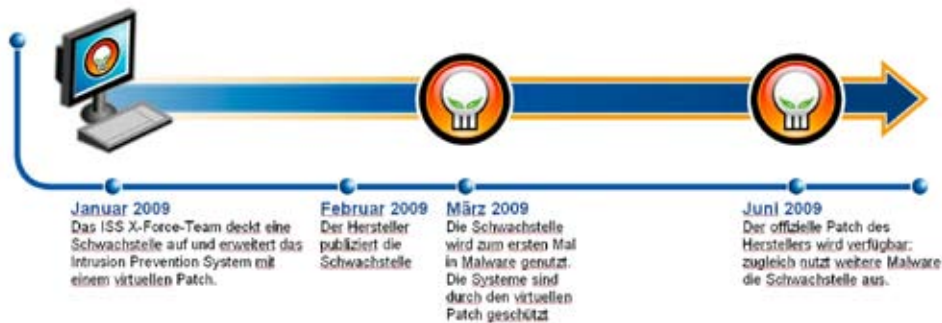 Januar 2009
Das ISS X-Force-Team deckt eine
Schwachstelle auf und erweitert das
Intrusion Prevention System mit
einem virtuellen Patch.
Februar 2009
Der Hersteller
publiziert die
Schwachstelle
März 2009
Die Schwachstelle
wird zum ersten Mal
in Malware genutzt.
Die Systeme sind
durch den virtuellen
Patch geschützt
Juni 2009
Der offizielle Patch des
Herstellers wird verfügbar;
zugleich nutzt weitere Malware
die Schwachstelle aus.